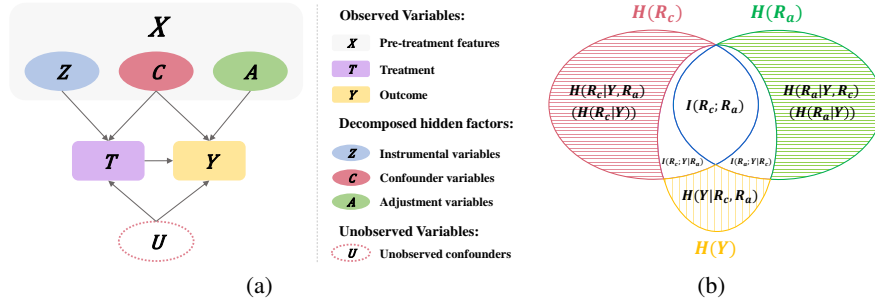 X
Z
C
A
T
Y
U
(a)
Observed Variables:
X Pre-treatment features
T Treatment
Y Outcome
Decomposed hidden factors:
Z Instrumental variables
C Confounder variables
A Adjustment variables
Unobserved Variables:
U Unobserved confounders
H(R_c)
H(R_a)
H(R_c|Y, R_a)
(H(R_c|Y))
I(R_c; R_a)
H(R_a|Y, R_c)
(H(R_a|Y))
I(R_c; Y|R_a)
I(R_a; Y|R_c)
H(Y|R_c, R_a)
H(Y)
(b)